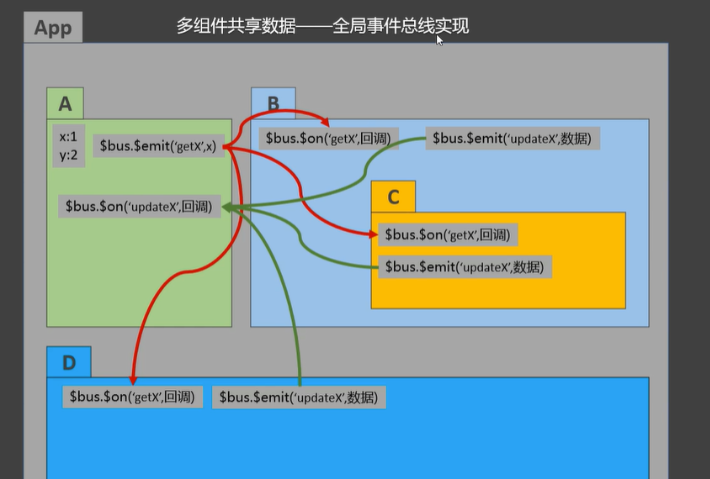 多组件共享数据——全局事件总线实现
App
A
B
x:1
y:2
$bus.$emit('getX',x)
$bus.$on('getX',回调)
$bus.$emit('updateX',数据)
$bus.$on('updateX',回调)
C
$bus.$on('getX',回调)
$bus.$emit('updateX',数据)
D
$bus.$on('getX',回调)
$bus.$emit('updateX',数据)